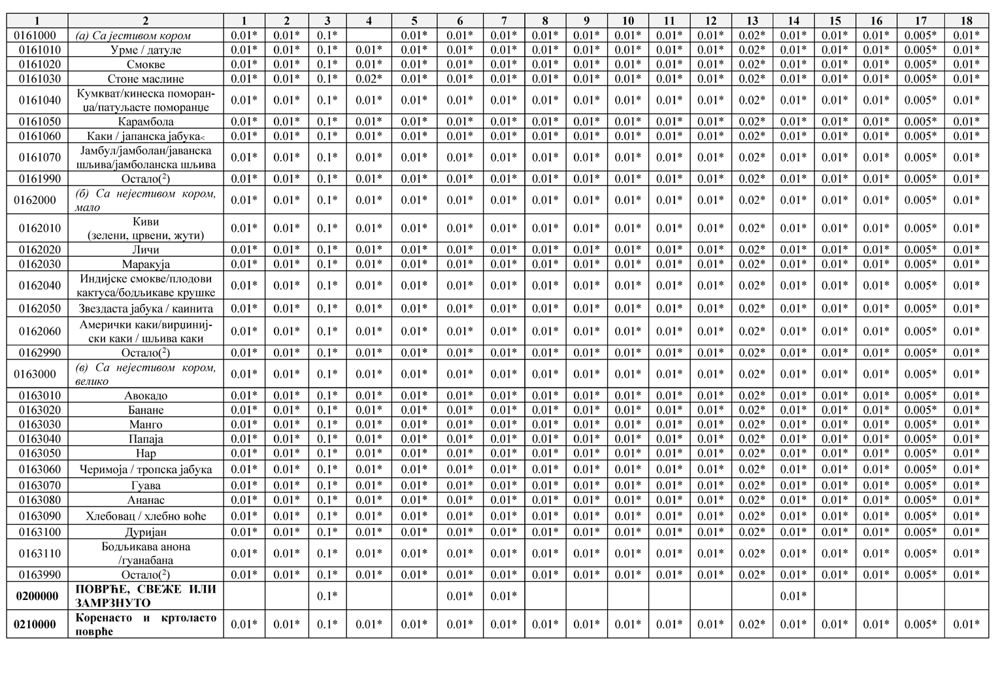 1 2 1 2 3 4 5 6 7 8 9 10 11 12 13 14 15 16 17 18
0161000 (а) Са јестивом кором 0.01* 0.01* 0.1* 0.01* 0.01* 0.01* 0.01* 0.01* 0.01* 0.01* 0.01* 0.02* 0.01* 0.01* 0.01* 0.005* 0.01*
0161010 Урме / датуле 0.01* 0.01* 0.1* 0.01* 0.01* 0.01* 0.01* 0.01* 0.01* 0.01* 0.01* 0.01* 0.02* 0.01* 0.01* 0.01* 0.005* 0.01*
0161020 Смокве 0.01* 0.01* 0.1* 0.01* 0.01* 0.01* 0.01* 0.01* 0.01* 0.01* 0.01* 0.01* 0.02* 0.01* 0.01* 0.01* 0.005* 0.01*
0161030 Стоне маслине 0.01* 0.01* 0.1* 0.02* 0.01* 0.01* 0.01* 0.01* 0.01* 0.01* 0.01* 0.01* 0.02* 0.01* 0.01* 0.01* 0.005* 0.01*
Кумкват/кинеска поморан-
0161040 џа/патуљасте поморанџе 0.01* 0.01* 0.1* 0.01* 0.01* 0.01* 0.01* 0.01* 0.01* 0.01* 0.01* 0.01* 0.02* 0.01* 0.01* 0.01* 0.005* 0.01*
0161050 Карамбола 0.01* 0.01* 0.1* 0.01* 0.01* 0.01* 0.01* 0.01* 0.01* 0.01* 0.01* 0.01* 0.02* 0.01* 0.01* 0.01* 0.005* 0.01*
0161060 Каки / јапанска јабука< 0.01* 0.01* 0.1* 0.01* 0.01* 0.01* 0.01* 0.01* 0.01* 0.01* 0.01* 0.01* 0.02* 0.01* 0.01* 0.01* 0.005* 0.01*
Јамбул/јамболан/јаванска
0161070 шљива/јамболанска шљива 0.01* 0.01* 0.1* 0.01* 0.01* 0.01* 0.01* 0.01* 0.01* 0.01* 0.01* 0.01* 0.02* 0.01* 0.01* 0.01* 0.005* 0.01*
0161990 Остало(2) 0.01* 0.01* 0.1* 0.01* 0.01* 0.01* 0.01* 0.01* 0.01* 0.01* 0.01* 0.01* 0.02* 0.01* 0.01* 0.01* 0.005* 0.01*
(б) Са нејестивом кором,
0162000 мало 0.01* 0.01* 0.1* 0.01* 0.01* 0.01* 0.01* 0.01* 0.01* 0.01* 0.01* 0.01* 0.02* 0.01* 0.01* 0.01* 0.005* 0.01*
Киви
0162010 (зелени, црвени, жути) 0.01* 0.01* 0.1* 0.01* 0.01* 0.01* 0.01* 0.01* 0.01* 0.01* 0.01* 0.01* 0.02* 0.01* 0.01* 0.01* 0.005* 0.01*
0162020 Личи 0.01* 0.01* 0.1* 0.01* 0.01* 0.01* 0.01* 0.01* 0.01* 0.01* 0.01* 0.01* 0.02* 0.01* 0.01* 0.01* 0.005* 0.01*
0162030 Маракуја 0.01* 0.01* 0.1* 0.01* 0.01* 0.01* 0.01* 0.01* 0.01* 0.01* 0.01* 0.01* 0.02* 0.01* 0.01* 0.01* 0.005* 0.01*
Индијске смокве/плодови
0162040 кактуса/бодљикаве крушке 0.01* 0.01* 0.1* 0.01* 0.01* 0.01* 0.01* 0.01* 0.01* 0.01* 0.01* 0.01* 0.02* 0.01* 0.01* 0.01* 0.005* 0.01*
0162050 Звездаста јабука / каинита 0.01* 0.01* 0.1* 0.01* 0.01* 0.01* 0.01* 0.01* 0.01* 0.01* 0.01* 0.01* 0.02* 0.01* 0.01* 0.01* 0.005* 0.01*
Амерички каки/вирџиниј-
0162060 ски каки / шљива каки 0.01* 0.01* 0.1* 0.01* 0.01* 0.01* 0.01* 0.01* 0.01* 0.01* 0.01* 0.01* 0.02* 0.01* 0.01* 0.01* 0.005* 0.01*
0162990 Остало(2) 0.01* 0.01* 0.1* 0.01* 0.01* 0.01* 0.01* 0.01* 0.01* 0.01* 0.01* 0.01* 0.02* 0.01* 0.01* 0.01* 0.005* 0.01*
(в) Са нејестивом кором,
0163000 велико 0.01* 0.01* 0.1* 0.01* 0.01* 0.01* 0.01* 0.01* 0.01* 0.01* 0.01* 0.01* 0.02* 0.01* 0.01* 0.01* 0.005* 0.01*
0163010 Авокадо 0.01* 0.01* 0.1* 0.01* 0.01* 0.01* 0.01* 0.01* 0.01* 0.01* 0.01* 0.01* 0.02* 0.01* 0.01* 0.01* 0.005* 0.01*
0163020 Банане 0.01* 0.01* 0.1* 0.01* 0.01* 0.01* 0.01* 0.01* 0.01* 0.01* 0.01* 0.01* 0.02* 0.01* 0.01* 0.01* 0.005* 0.01*
0163030 Манго 0.01* 0.01* 0.1* 0.01* 0.01* 0.01* 0.01* 0.01* 0.01* 0.01* 0.01* 0.01* 0.02* 0.01* 0.01* 0.01* 0.005* 0.01*
0163040 Папаја 0.01* 0.01* 0.1* 0.01* 0.01* 0.01* 0.01* 0.01* 0.01* 0.01* 0.01* 0.01* 0.02* 0.01* 0.01* 0.01* 0.005* 0.01*
0163050 Нар 0.01* 0.01* 0.1* 0.01* 0.01* 0.01* 0.01* 0.01* 0.01* 0.01* 0.01* 0.01* 0.02* 0.01* 0.01* 0.01* 0.005* 0.01*
0163060 Черимоја / тропска јабука 0.01* 0.01* 0.1* 0.01* 0.01* 0.01* 0.01* 0.01* 0.01* 0.01* 0.01* 0.01* 0.02* 0.01* 0.01* 0.01* 0.005* 0.01*
0163070 Гуава 0.01* 0.01* 0.1* 0.01* 0.01* 0.01* 0.01* 0.01* 0.01* 0.01* 0.01* 0.01* 0.02* 0.01* 0.01* 0.01* 0.005* 0.01*
0163080 Ананас 0.01* 0.01* 0.1* 0.01* 0.01* 0.01* 0.01* 0.01* 0.01* 0.01* 0.01* 0.01* 0.02* 0.01* 0.01* 0.01* 0.005* 0.01*
0163090 Хлебовац / хлебно воће 0.01* 0.01* 0.1* 0.01* 0.01* 0.01* 0.01* 0.01* 0.01* 0.01* 0.01* 0.01* 0.02* 0.01* 0.01* 0.01* 0.005* 0.01*
0163100 Дуријан 0.01* 0.01* 0.1* 0.01* 0.01* 0.01* 0.01* 0.01* 0.01* 0.01* 0.01* 0.01* 0.02* 0.01* 0.01* 0.01* 0.005* 0.01*
Бодљикава анона
0163110 /гуанабана 0.01* 0.01* 0.1* 0.01* 0.01* 0.01* 0.01* 0.01* 0.01* 0.01* 0.01* 0.01* 0.02* 0.01* 0.01* 0.01* 0.005* 0.01*
0163990 Остало(2) 0.01* 0.01* 0.1* 0.01* 0.01* 0.01* 0.01* 0.01* 0.01* 0.01* 0.01* 0.01* 0.02* 0.01* 0.01* 0.01* 0.005* 0.01*
ПОВРЋЕ, СВЕЖЕ ИЛИ
0200000 ЗАМРЗНУТО 0.1* 0.01* 0.01* 0.01*
Коренасто и кртоласто
0210000 поврће 0.01* 0.01* 0.1* 0.01* 0.01* 0.01* 0.01* 0.01* 0.01* 0.01* 0.01* 0.01* 0.02* 0.01* 0.01* 0.01* 0.005* 0.01*